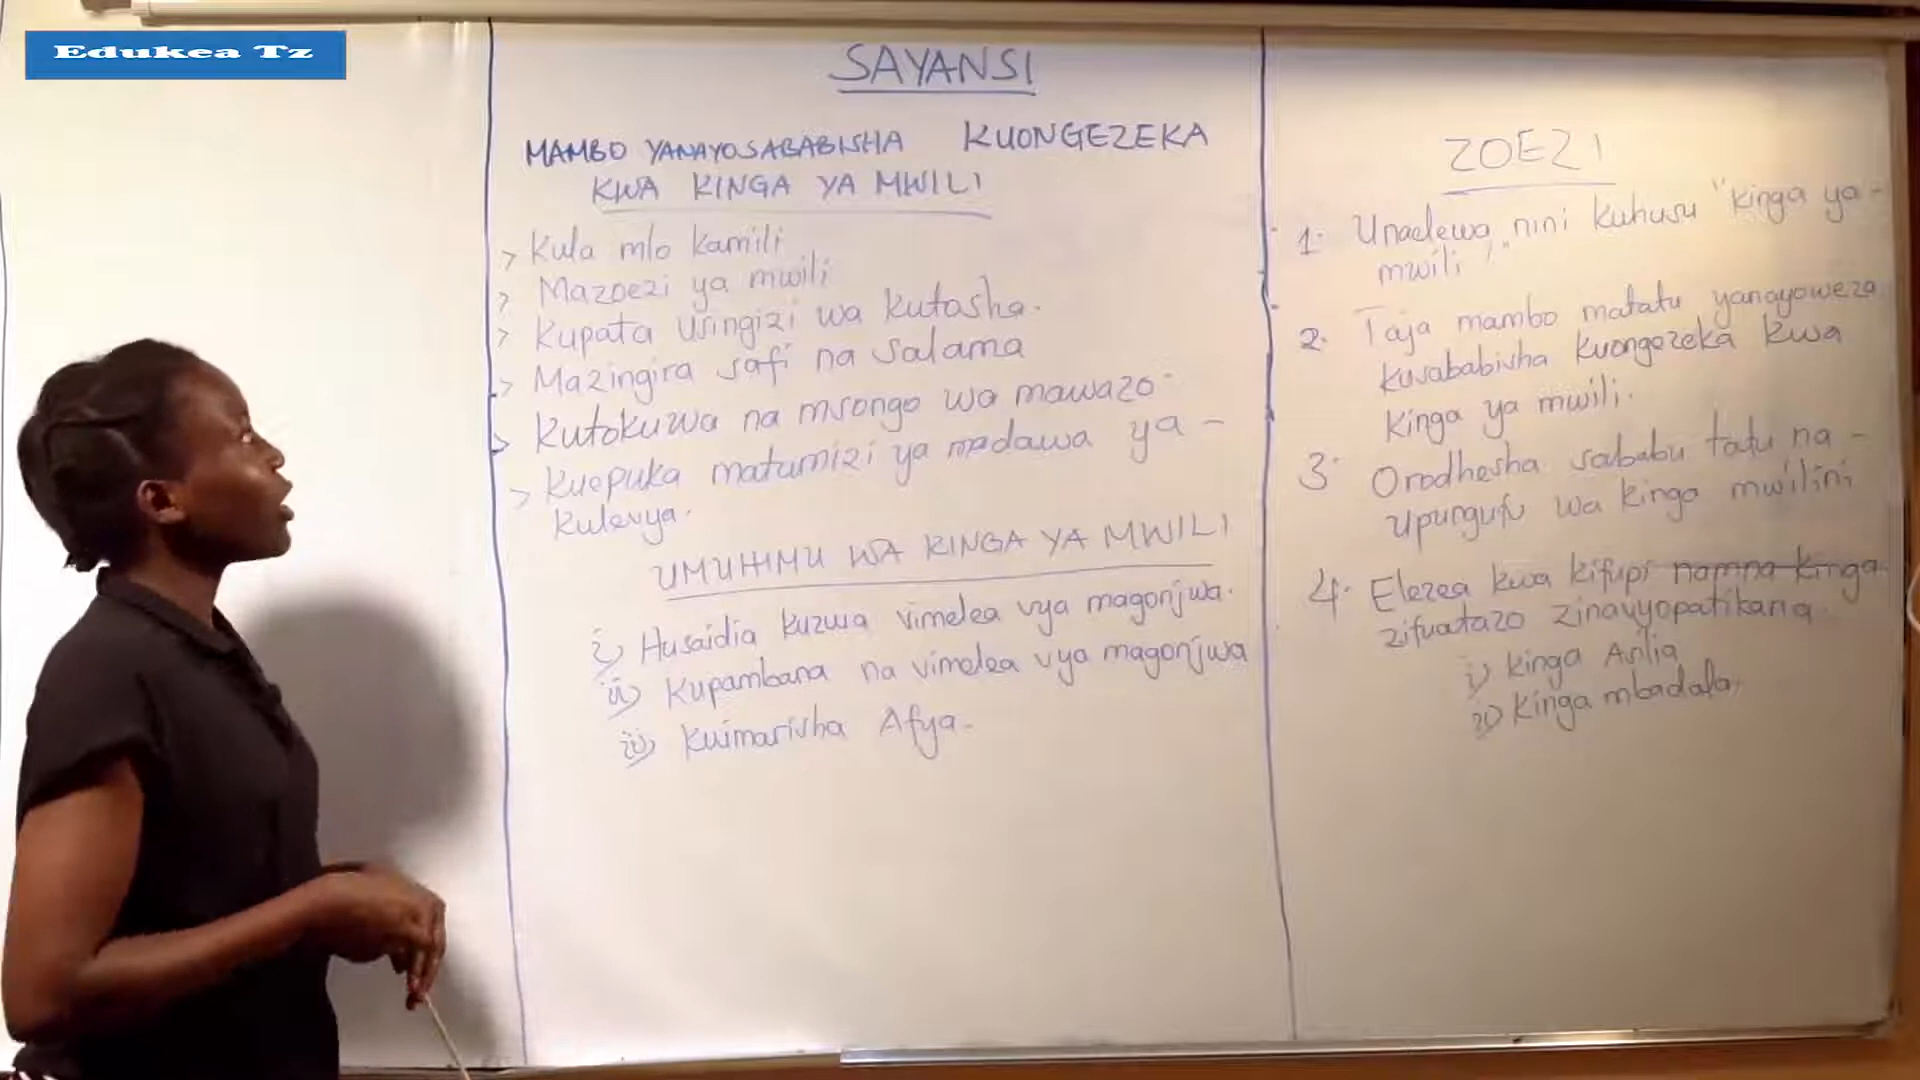 Edukea Tz
SAYANSI
MAMBO YANAYOSABABISHA KUONGEZEKA
KWA KINGA YA MWILI
> Kula mlo kamili
> Mazoezi ya mwili
> Kupata usingizi wa kutosha.
> Mazingira safi na salama
> Kutokuwa na msongo wa mawazo.
> Kuepuka matumizi ya madawa ya -
kulevya.
UMUHIMU WA KINGA YA MWILI
i) Husaidia kuzuia vimelea vya magonjwa.
ii) Kupambana na vimelea vya magonjwa
iii) Kuimarisha Afya.
ZOEZI
1. Unaelewa nini kuhusu "kinga ya -
mwili"
2. Taja mambo matatu yanayoweza
kusababisha kuongezeka kwa
kinga ya mwili.
3. Orodhesha sababu tatu na -
upungufu wa kinga mwilini
4. Elezea kwa kifupi namna kinga
zifuatazo zinavyopatikana
i) kinga Asilia
ii) Kinga mbadala.